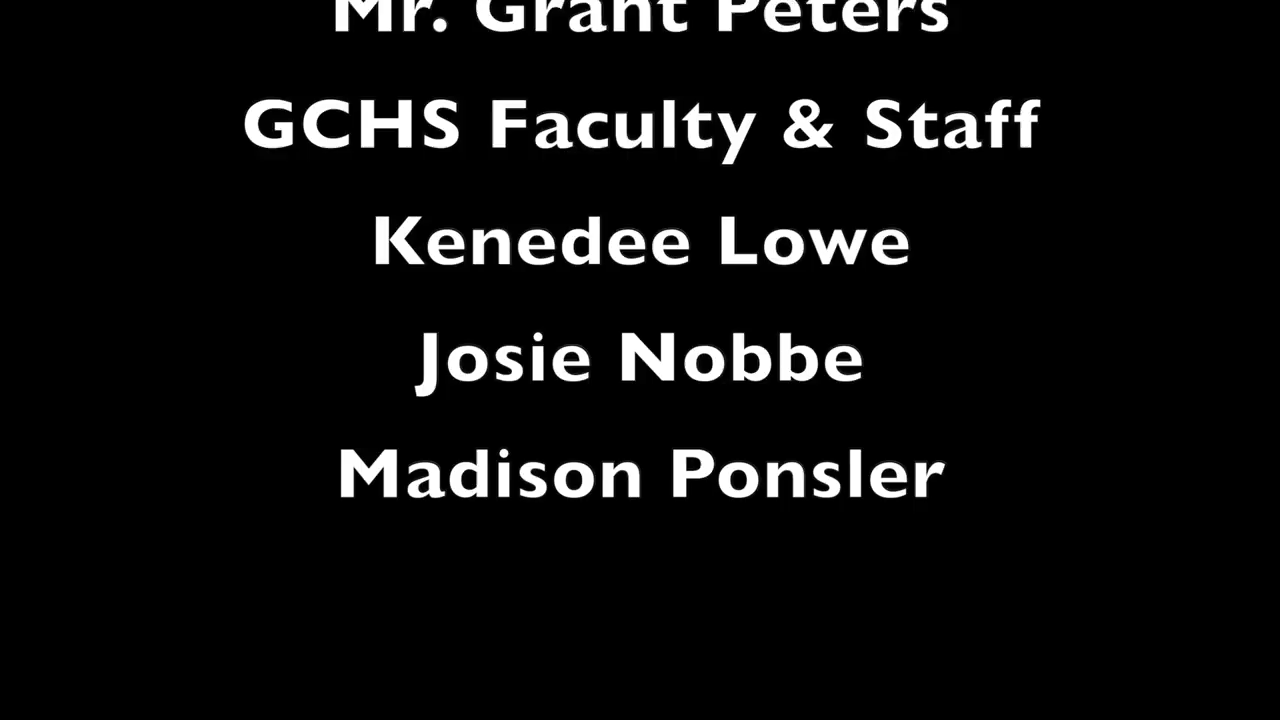 Mr. Grant Peters
GCHS Faculty & Staff
Kenedee Lowe
Josie Nobbe
Madison Ponsler